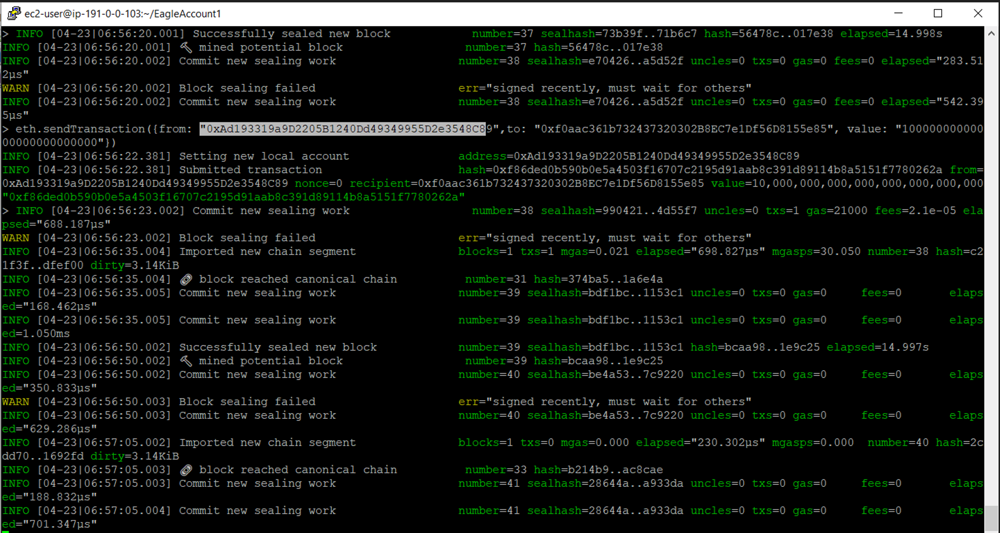 ec2-user@ip-191-0-0-103:~/EagleAccount1
> INFO [04-23|06:56:20.001] Successfully sealed new block number=37 sealhash=73b39f..71b6c7 hash=56478c..017e38 elapsed=14.998s
INFO [04-23|06:56:20.001] 🔨 mined potential block number=37 hash=56478c..017e38
INFO [04-23|06:56:20.002] Commit new sealing work number=38 sealhash=e70426..a5d52f uncles=0 txs=0 gas=0 fees=0 elapsed="283.51
2µs"
WARN [04-23|06:56:20.002] Block sealing failed err="signed recently, must wait for others"
INFO [04-23|06:56:20.002] Commit new sealing work number=38 sealhash=e70426..a5d52f uncles=0 txs=0 gas=0 fees=0 elapsed="542.39
5µs"
> eth.sendTransaction({from: "0xAd193319a9D2205B1240Dd49349955D2e3548C89",to: "0xf0aac361b732437320302B8EC7e1Df56D8155e85", value: "100000000000
00000000000000"})
INFO [04-23|06:56:22.381] Setting new local account address=0xAd193319a9D2205B1240Dd49349955D2e3548C89
INFO [04-23|06:56:22.381] Submitted transaction hash=0xf86ded0b590b0e5a4503f16707c2195d91aab8c391d89114b8a5151f7780262a from=
0xAd193319a9D2205B1240Dd49349955D2e3548C89 nonce=0 recipient=0xf0aac361b732437320302B8EC7e1Df56D8155e85 value=10,000,000,000,000,000,000,000,000
"0xf86ded0b590b0e5a4503f16707c2195d91aab8c391d89114b8a5151f7780262a"
> INFO [04-23|06:56:23.002] Commit new sealing work number=38 sealhash=990421..4d55f7 uncles=0 txs=1 gas=21000 fees=2.1e-05 ela
psed="688.187µs"
WARN [04-23|06:56:23.002] Block sealing failed err="signed recently, must wait for others"
INFO [04-23|06:56:35.004] Imported new chain segment blocks=1 txs=1 mgas=0.021 elapsed="698.827µs" mgasps=30.050 number=38 hash=c2
1f3f..dfef00 dirty=3.14KiB
INFO [04-23|06:56:35.004] 🔗 block reached canonical chain number=31 hash=374ba5..1a6e4a
INFO [04-23|06:56:35.005] Commit new sealing work number=39 sealhash=bdf1bc..1153c1 uncles=0 txs=0 gas=0 fees=0 elaps
ed="168.462µs"
INFO [04-23|06:56:35.005] Commit new sealing work number=39 sealhash=bdf1bc..1153c1 uncles=0 txs=0 gas=0 fees=0 elaps
ed=1.050ms
INFO [04-23|06:56:50.002] Successfully sealed new block number=39 sealhash=bdf1bc..1153c1 hash=bcaa98..1e9c25 elapsed=14.997s
INFO [04-23|06:56:50.002] 🔨 mined potential block number=39 hash=bcaa98..1e9c25
INFO [04-23|06:56:50.002] Commit new sealing work number=40 sealhash=be4a53..7c9220 uncles=0 txs=0 gas=0 fees=0 elaps
ed="350.833µs"
WARN [04-23|06:56:50.003] Block sealing failed err="signed recently, must wait for others"
INFO [04-23|06:56:50.003] Commit new sealing work number=40 sealhash=be4a53..7c9220 uncles=0 txs=0 gas=0 fees=0 elaps
ed="629.286µs"
INFO [04-23|06:57:05.002] Imported new chain segment blocks=1 txs=0 mgas=0.000 elapsed="230.302µs" mgasps=0.000 number=40 hash=2c
dd70..1692fd dirty=3.14KiB
INFO [04-23|06:57:05.003] 🔗 block reached canonical chain number=33 hash=b214b9..ac8cae
INFO [04-23|06:57:05.003] Commit new sealing work number=41 sealhash=28644a..a933da uncles=0 txs=0 gas=0 fees=0 elaps
ed="188.832µs"
INFO [04-23|06:57:05.004] Commit new sealing work number=41 sealhash=28644a..a933da uncles=0 txs=0 gas=0 fees=0 elaps
ed="701.347µs"